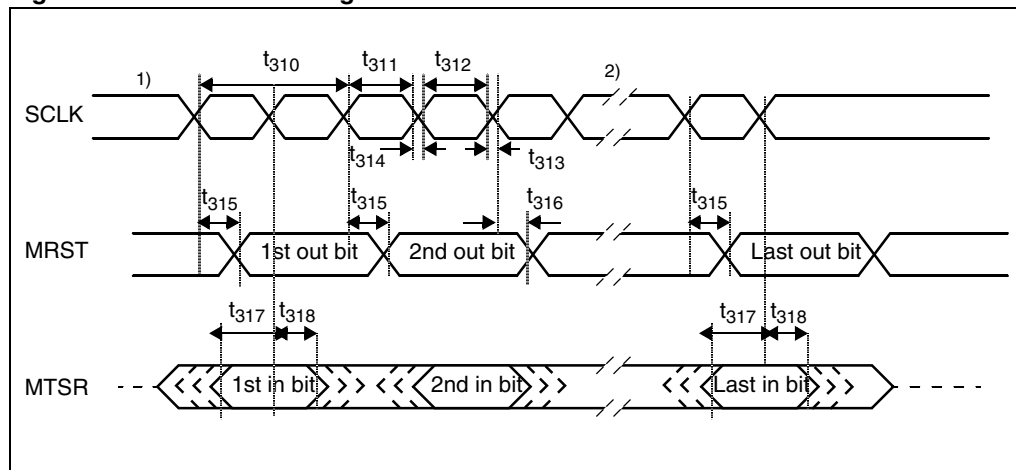 t310 t311 t312
1) 2)
SCLK
t314 t313
t315 t315 t316 t315
MRST 1st out bit 2nd out bit Last out bit
t317 t318 t317 t318
MTSR 1st in bit 2nd in bit Last in bit